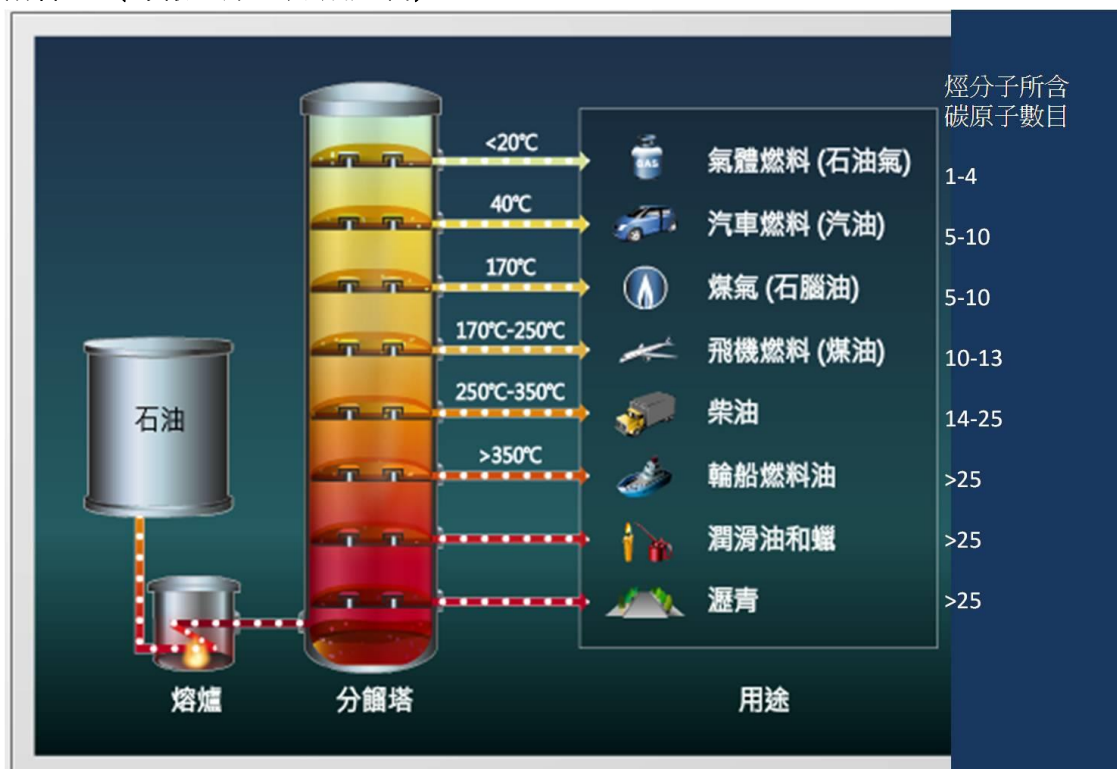 烴分子所含
碳原子數目
<20℃
氣體燃料 (石油氣)
1-4
40℃
汽車燃料 (汽油)
5-10
170℃
煤氣 (石腦油)
5-10
170℃-250℃
飛機燃料 (煤油)
10-13
250℃-350℃
柴油
14-25
>350℃
輪船燃料油
>25
潤滑油和蠟
>25
瀝青
>25
石油
GAS
熔爐
分餾塔
用途